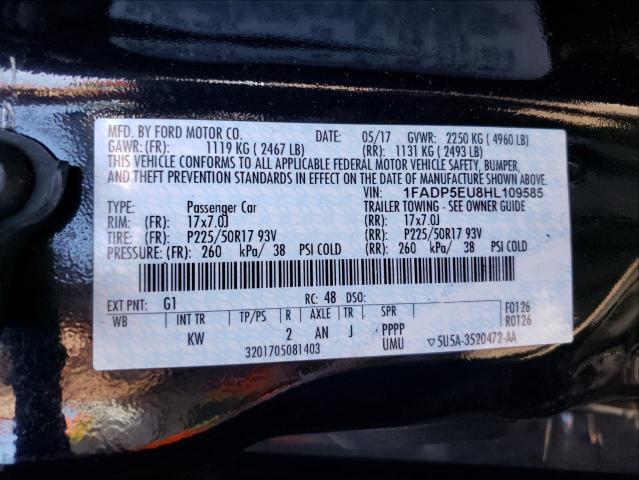 MFD. BY FORD MOTOR CO. DATE: 05/17 GVWR: 2250 KG ( 4960 LB)
GAWR: (FR): 1119 KG ( 2467 LB) (RR): 1131 KG ( 2493 LB)
THIS VEHICLE CONFORMS TO ALL APPLICABLE FEDERAL MOTOR VEHICLE SAFETY, BUMPER,
AND THEFT PREVENTION STANDARDS IN EFFECT ON THE DATE OF MANUFACTURE SHOWN ABOVE.
VIN: 1FADP5EU8HL109585
TYPE: Passenger Car TRAILER TOWING - SEE OWNER GUIDE
RIM: (FR): 17x7.0J (RR): 17x7.0J
TIRE: (FR): P225/50R17 93V (RR): P225/50R17 93V
PRESSURE: (FR): 260 kPa/ 38 PSI COLD (RR): 260 kPa/ 38 PSI COLD
EXT PNT: G1 RC: 48 DSO: F0126
WB INT TR TP/PS R AXLE TR SPR R0126
KW 2 AN J PPPP
3201705081403 UMU ▽5U5A-3520472-AA